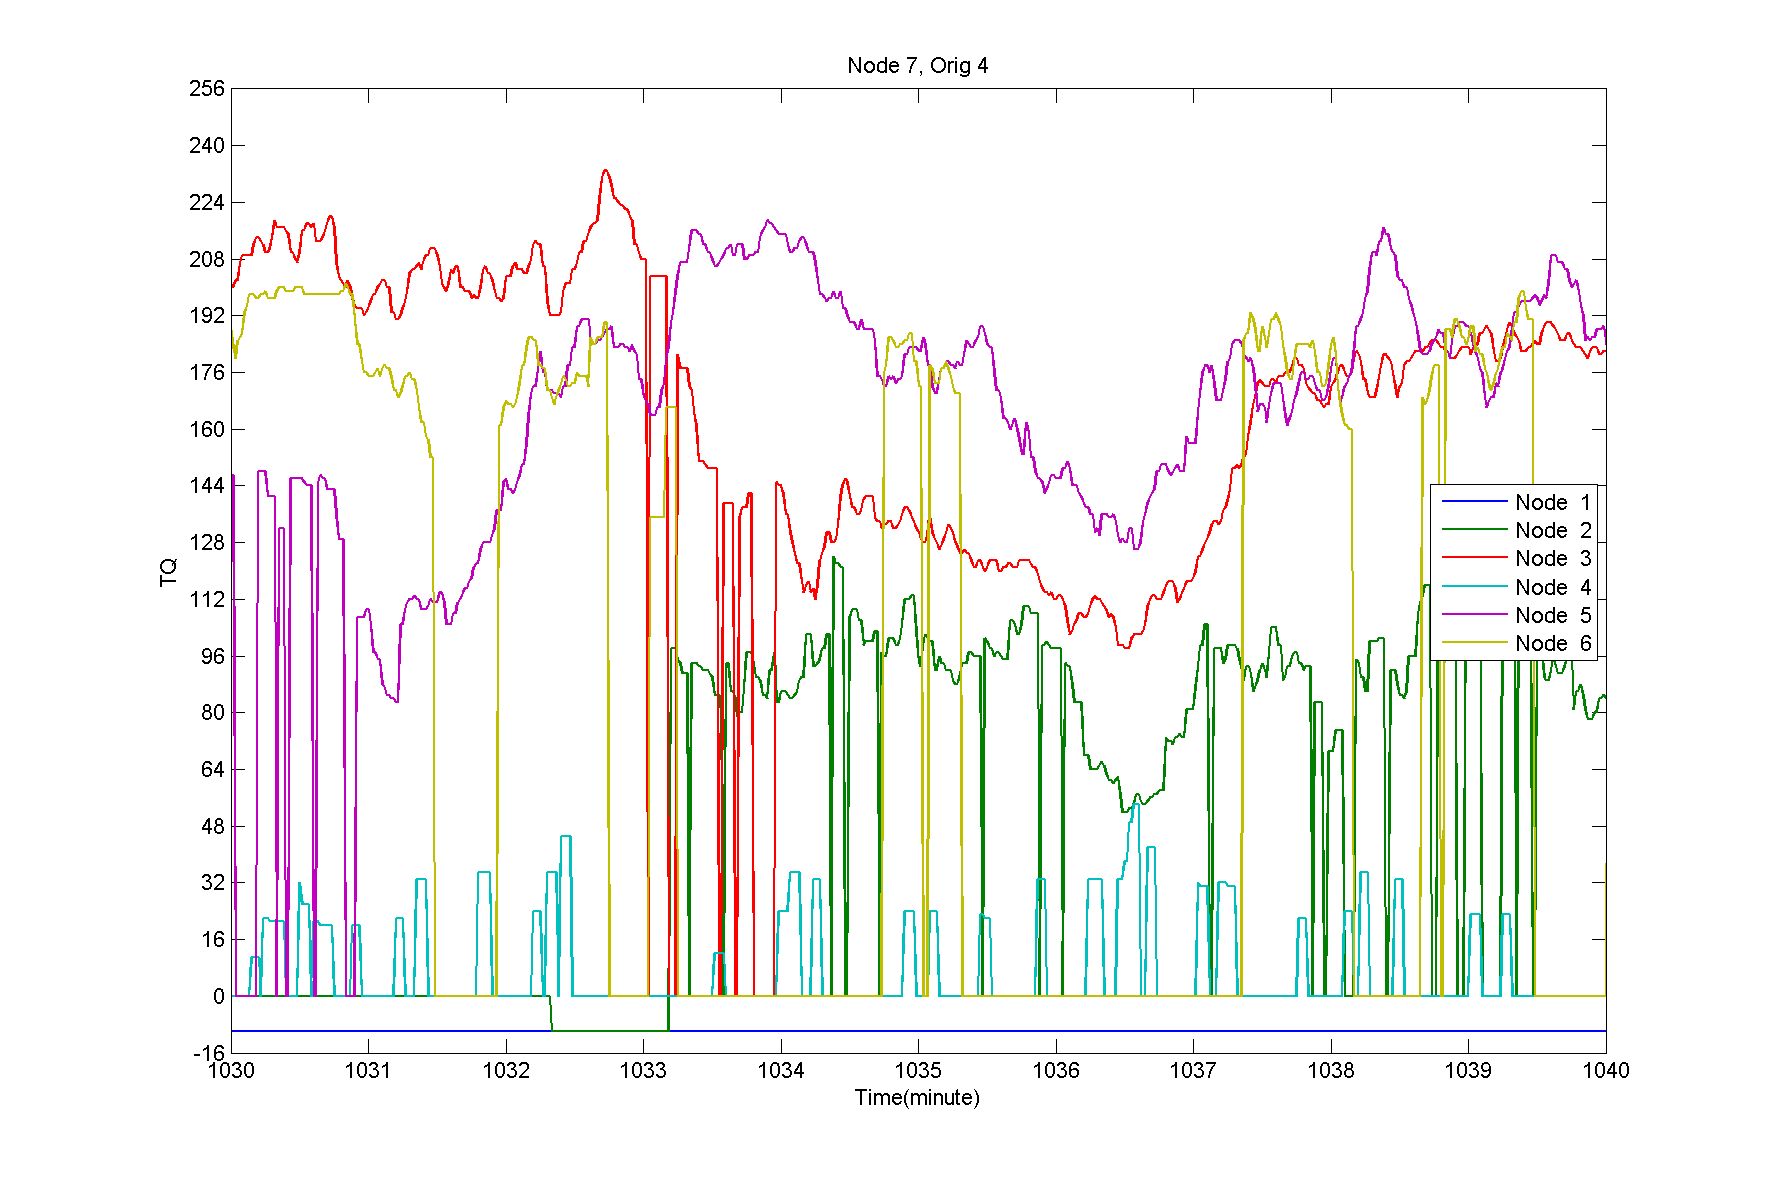 Node 7, Orig 4
256
240
224
208
192
176
160
144
128
112
96
80
64
48
32
16
0
-16
TQ
Node 1
Node 2
Node 3
Node 4
Node 5
Node 6
1030 1031 1032 1033 1034 1035 1036 1037 1038 1039 1040
Time(minute)